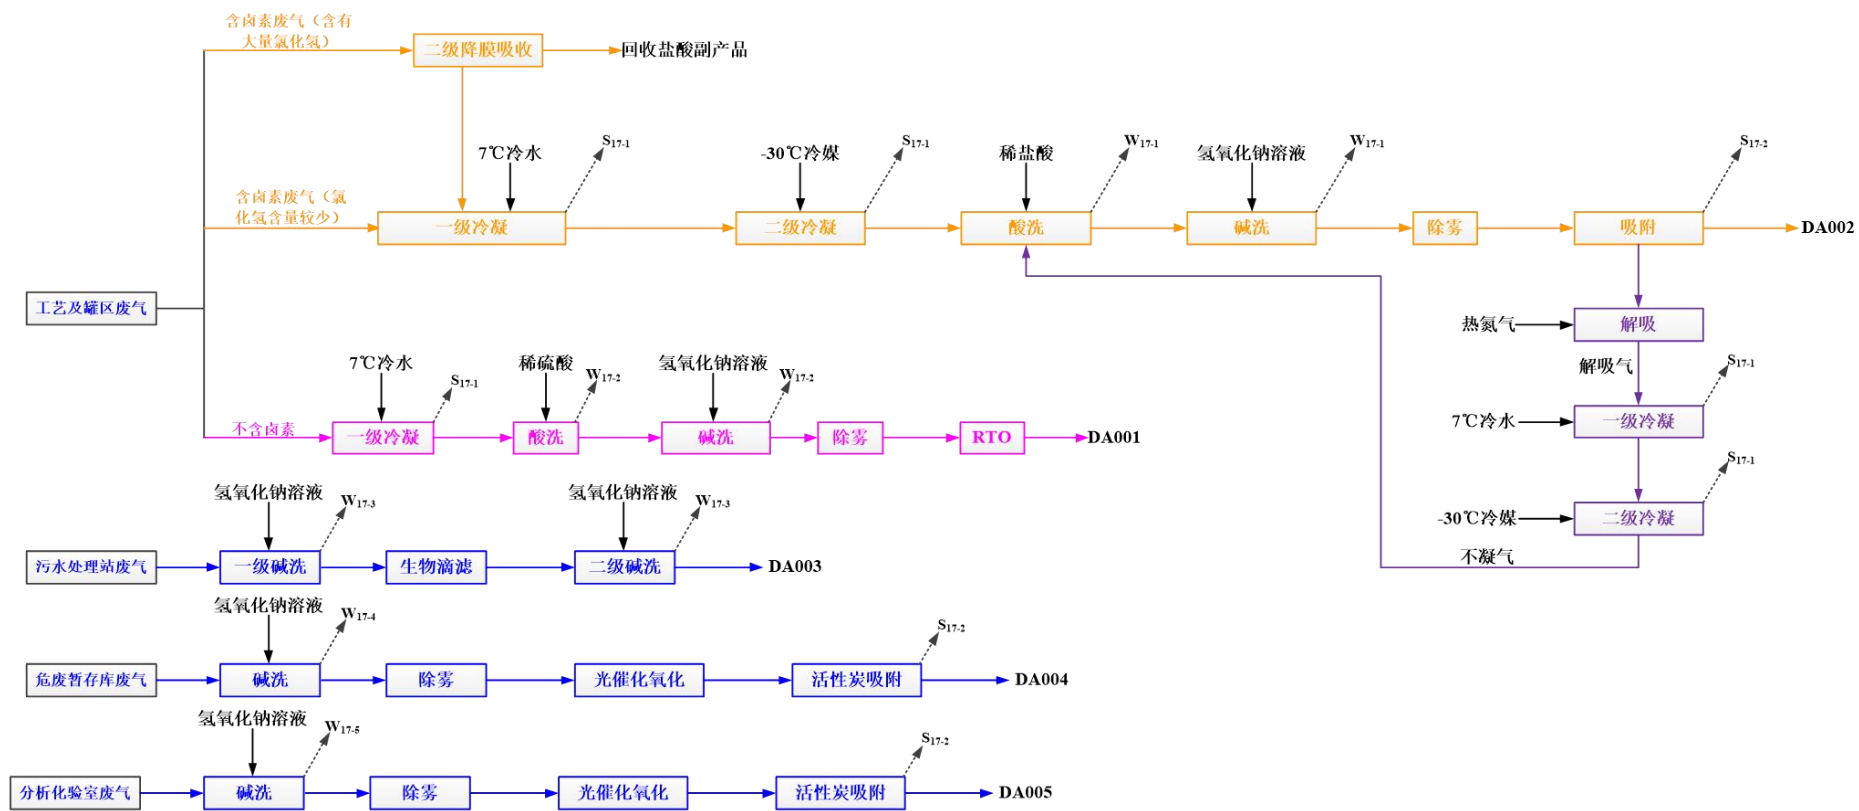 含卤素废气（含有
大量氯化氢）
二级降膜吸收
回收盐酸副产品
7℃冷水
S17-1
-30℃冷媒
S17-1
稀盐酸
W17-1
氢氧化钠溶液
W17-1
S17-2
含卤素废气（氯
化氢含量较少）
一级冷凝
二级冷凝
酸洗
碱洗
除雾
吸附
DA002
工艺及罐区废气
热氮气
解吸
解吸气
S17-1
7℃冷水
一级冷凝
S17-1
-30℃冷媒
二级冷凝
不凝气
7℃冷水
S17-1
稀硫酸
W17-2
氢氧化钠溶液
W17-2
不含卤素
一级冷凝
酸洗
碱洗
除雾
RTO
DA001
氢氧化钠溶液
W17-3
氢氧化钠溶液
W17-3
污水处理站废气
一级碱洗
生物滴滤
二级碱洗
DA003
氢氧化钠溶液
W17-4
S17-2
危废暂存库废气
碱洗
除雾
光催化氧化
活性炭吸附
DA004
氢氧化钠溶液
W17-5
S17-2
分析化验室废气
碱洗
除雾
光催化氧化
活性炭吸附
DA005